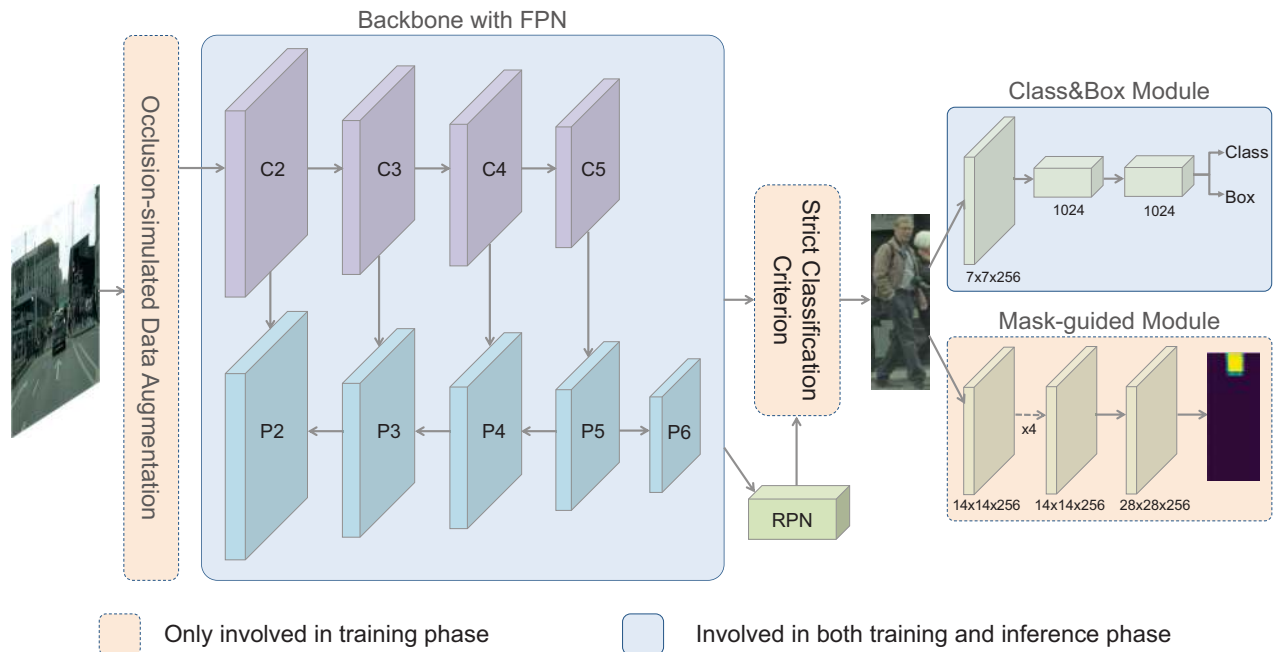 Backbone with FPN
Occlusion-simulated Data Augmentation
C2
C3
C4
C5
P2
P3
P4
P5
P6
RPN
Strict Classification
Criterion
Class&Box Module
7x7x256
1024
1024
Class
Box
Mask-guided Module
x4
14x14x256
14x14x256
28x28x256
Only involved in training phase
Involved in both training and inference phase